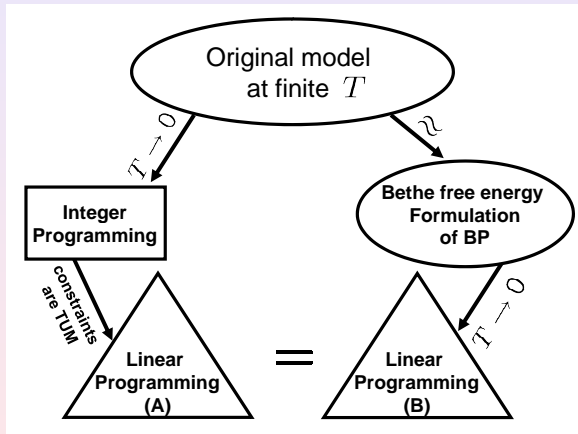 Original model
at finite T
T → 0
≈
Integer
Programming
Bethe free energy
Formulation
of BP
constraints
are TUM
T → 0
Linear
Programming
(A)
=
Linear
Programming
(B)